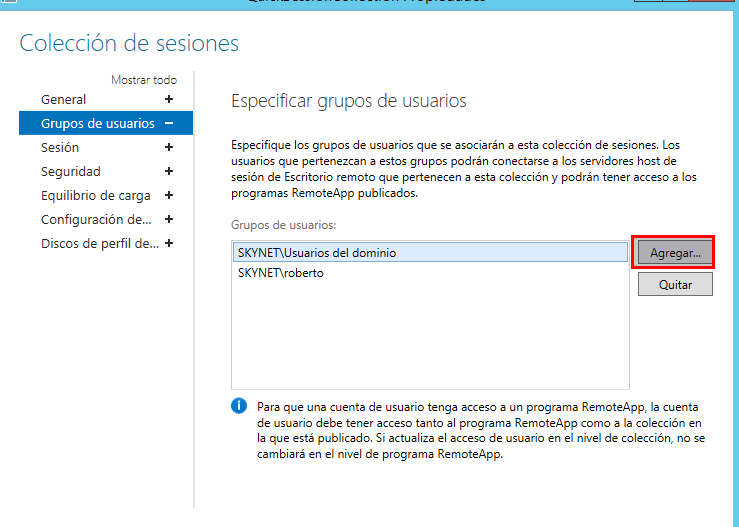 Colección de sesiones
Mostrar todo
General +
Grupos de usuarios −
Sesión +
Seguridad +
Equilibrio de carga +
Configuración de... +
Discos de perfil de... +
Especificar grupos de usuarios
Especifique los grupos de usuarios que se asociarán a esta colección de sesiones. Los
usuarios que pertenezcan a estos grupos podrán conectarse a los servidores host de
sesión de Escritorio remoto que pertenecen a esta colección y podrán tener acceso a los
programas RemoteApp publicados.
Grupos de usuarios:
SKYNET\Usuarios del dominio
SKYNET\roberto
Agregar...
Quitar
Para que una cuenta de usuario tenga acceso a un programa RemoteApp, la cuenta
de usuario debe tener acceso tanto al programa RemoteApp como a la colección en
la que está publicado. Si actualiza el acceso de usuario en el nivel de colección, no se
cambiará en el nivel de programa RemoteApp.